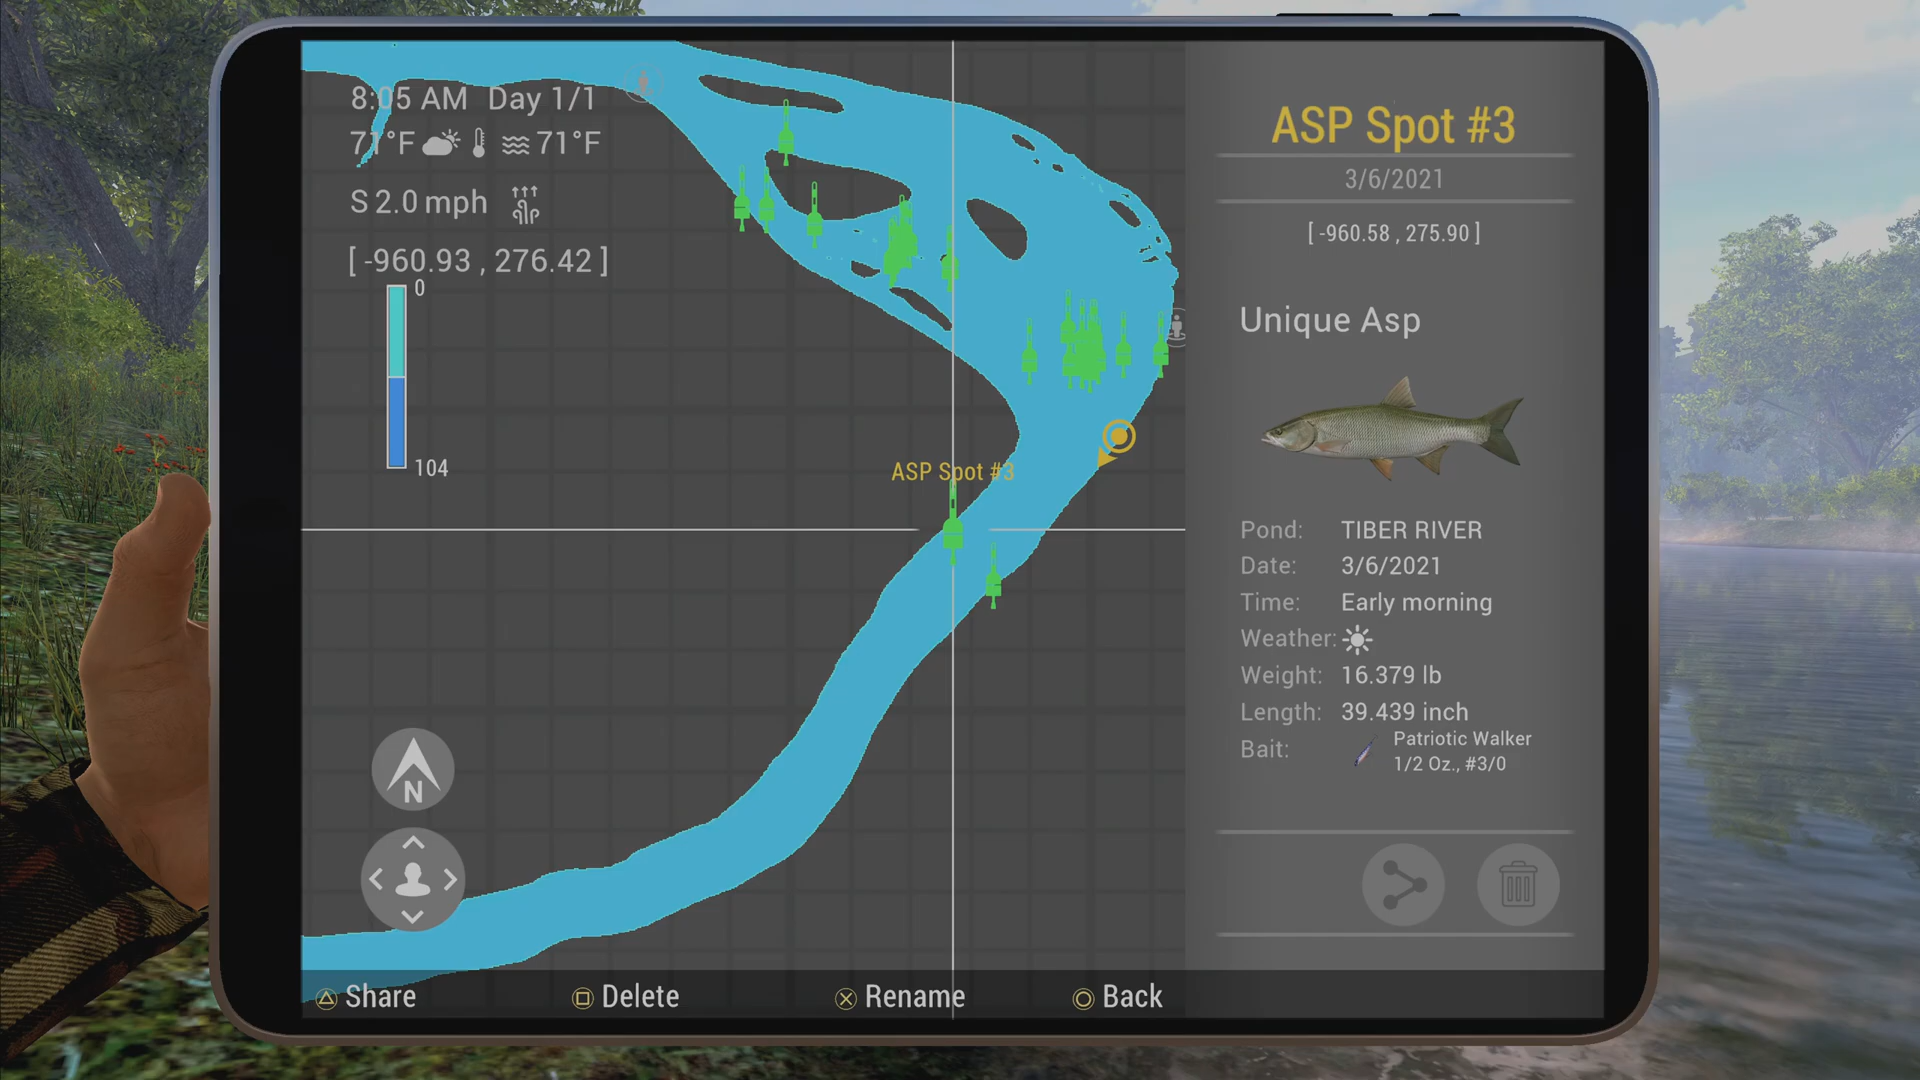 8:05 AM Day 1/1
71°F 71°F
S 2.0 mph
[ -960.93 , 276.42 ]
0
104
ASP Spot #3
N
ASP Spot #3
3/6/2021
[ -960.58 , 275.90 ]
Unique Asp
Pond: TIBER RIVER
Date: 3/6/2021
Time: Early morning
Weather:
Weight: 16.379 lb
Length: 39.439 inch
Bait: Patriotic Walker
1/2 Oz., #3/0
Share Delete Rename Back